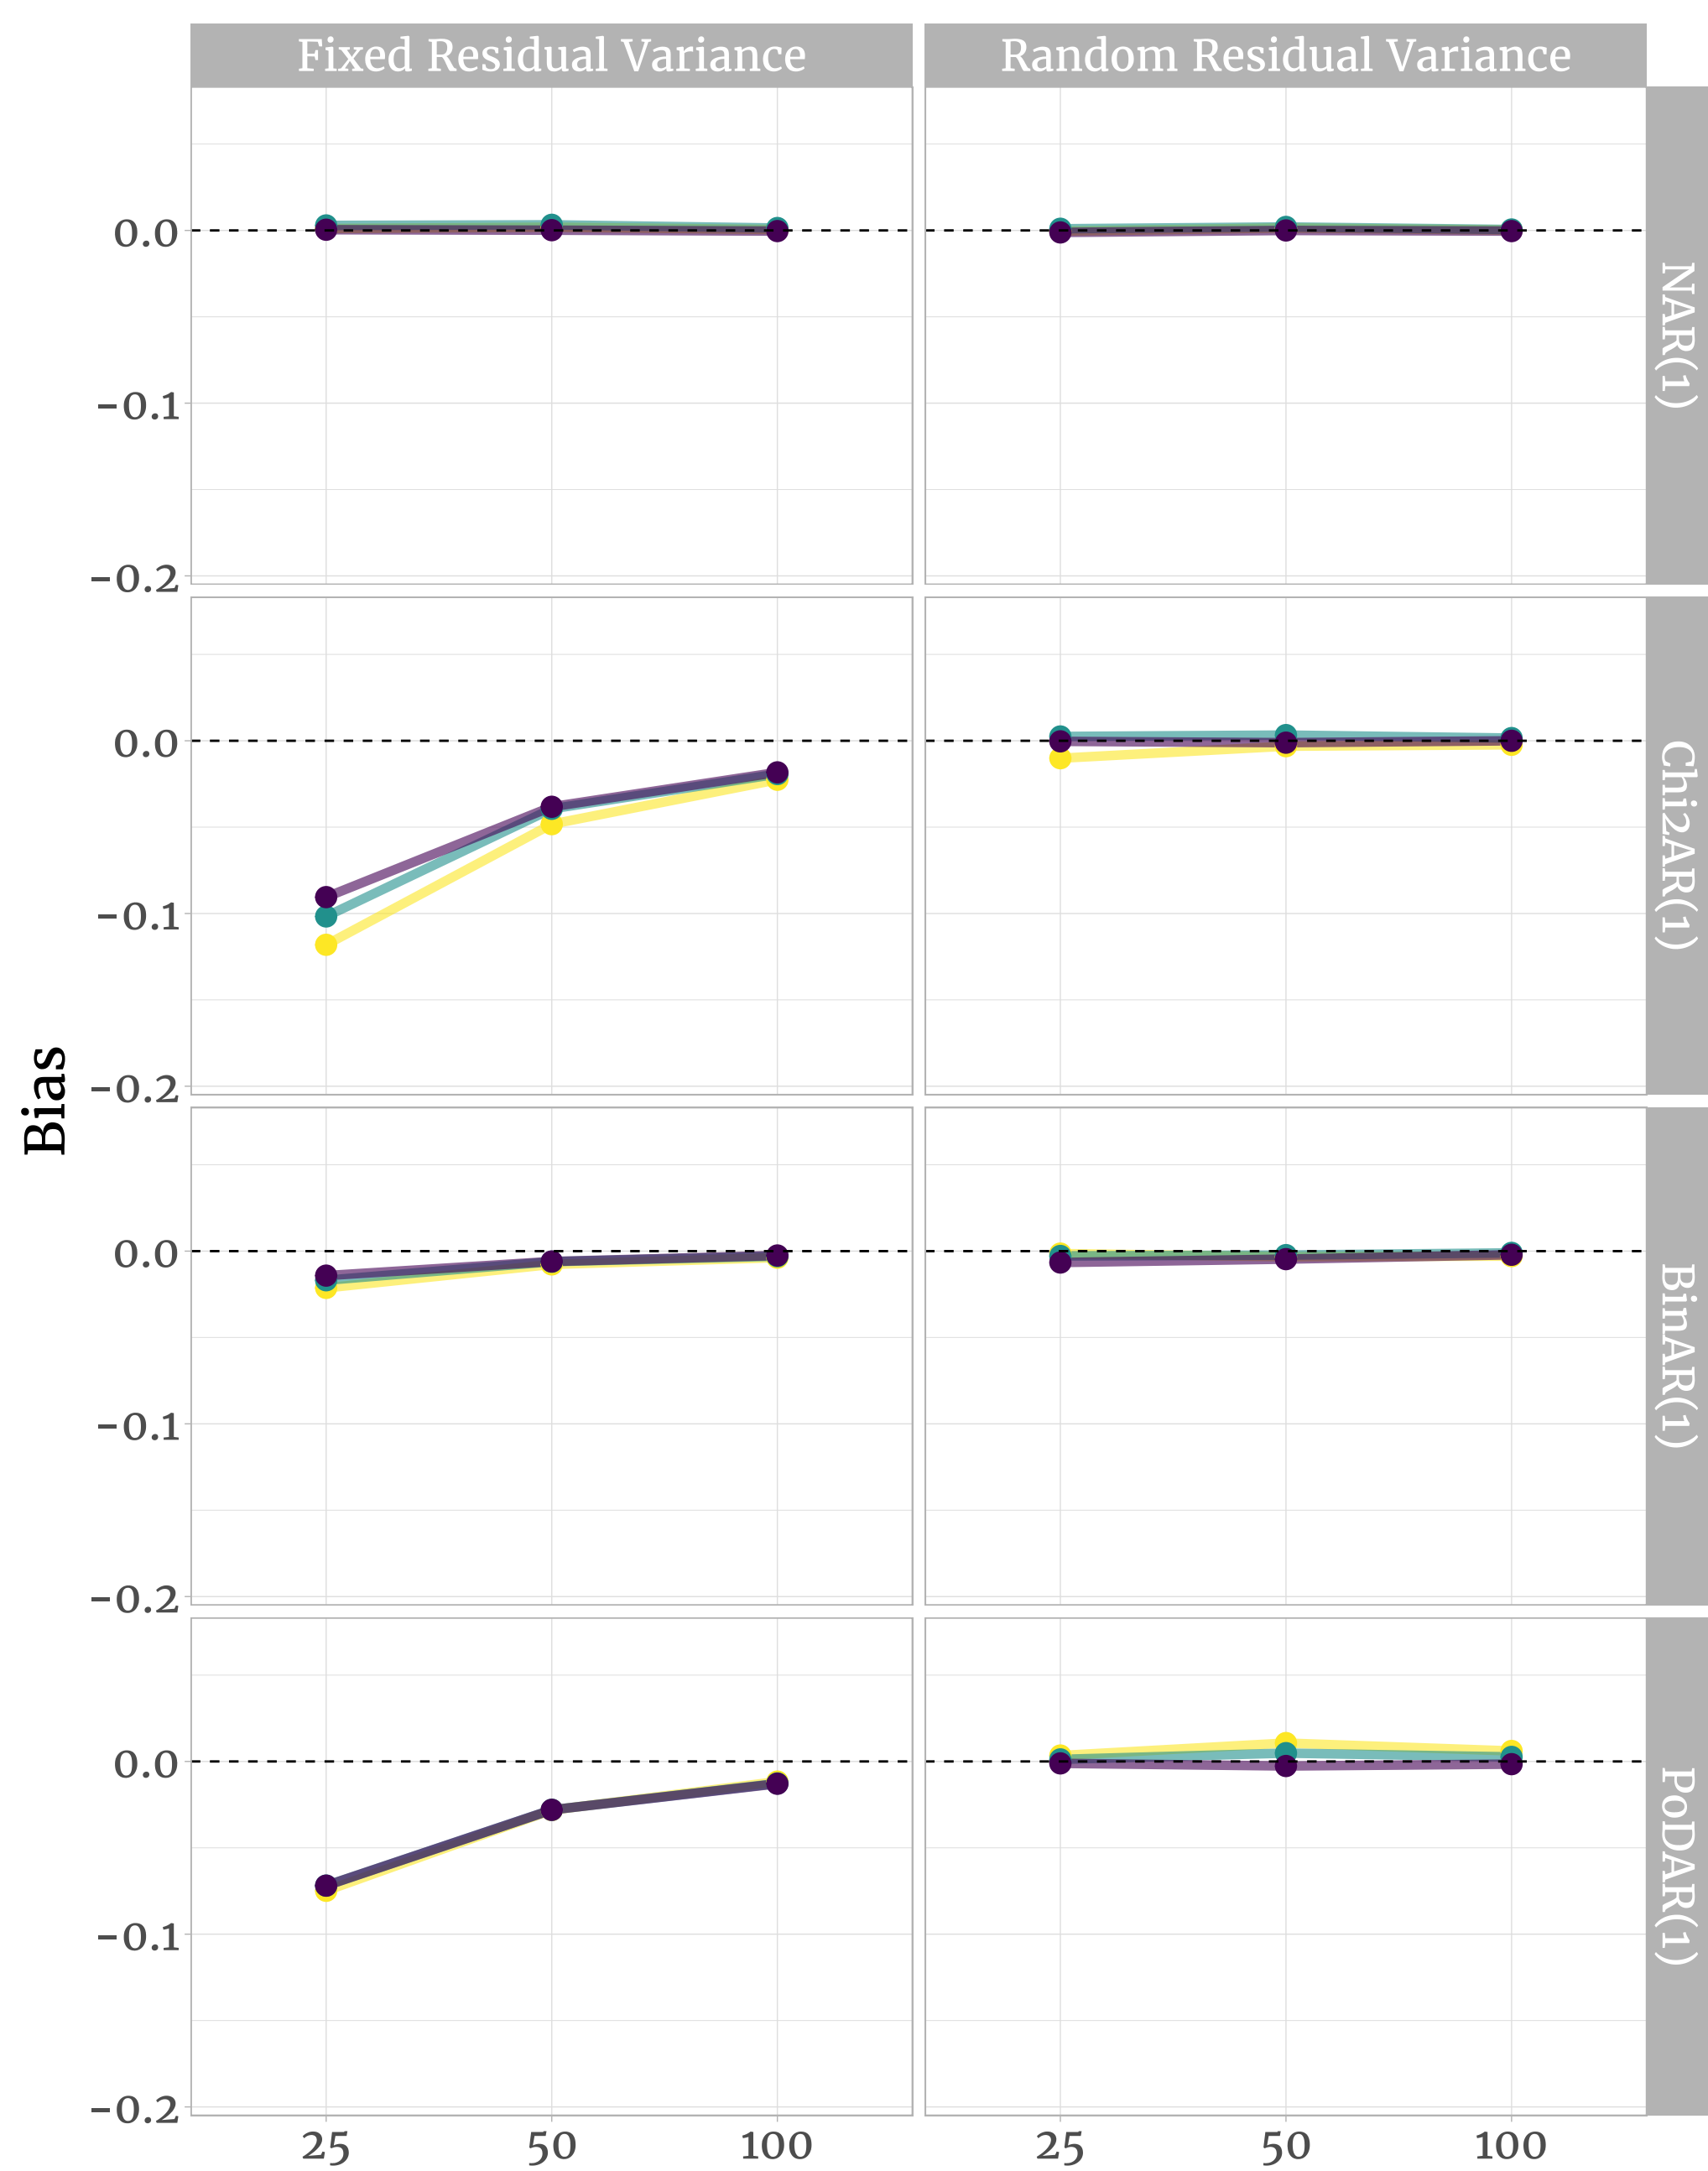 Fixed Residual Variance
Random Residual Variance
0.0
−0.1
−0.2
NAR(1)
0.0
−0.1
−0.2
Chi2AR(1)
Bias
0.0
−0.1
−0.2
BinAR(1)
0.0
−0.1
−0.2
PoDAR(1)
25 50 100
25 50 100